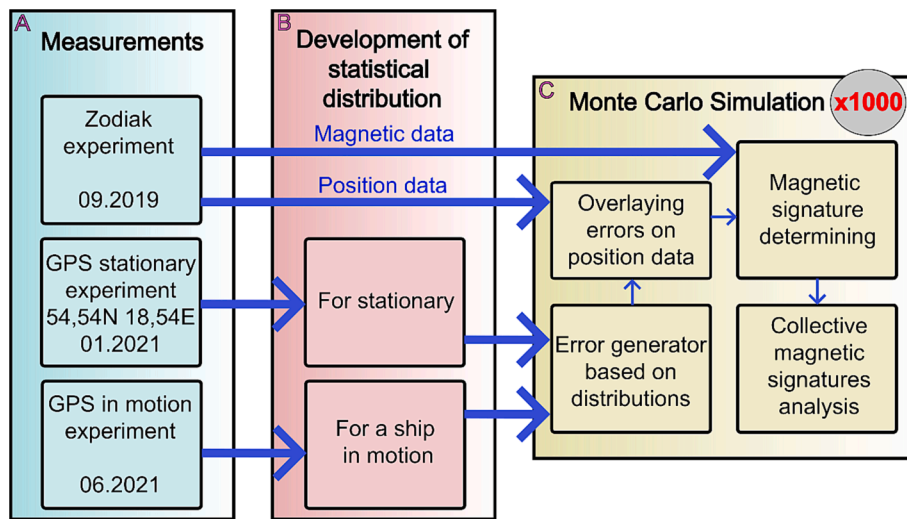 A
Measurements
Zodiak
experiment
09.2019
GPS stationary
experiment
54,54N 18,54E
01.2021
GPS in motion
experiment
06.2021
B
Development of
statistical
distribution
Magnetic data
Position data
For stationary
For a ship
in motion
C
Monte Carlo Simulation
x1000
Overlaying
errors on
position data
Magnetic
signature
determining
Error generator
based on
distributions
Collective
magnetic
signatures
analysis